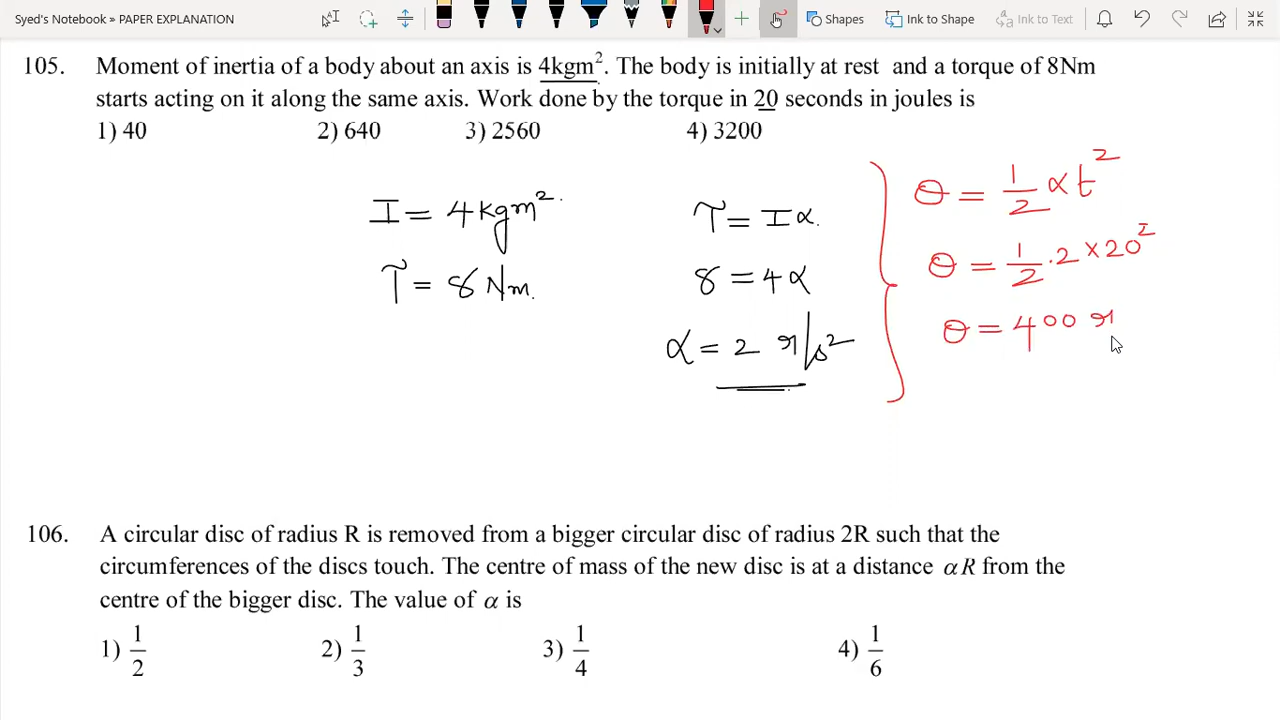 Syed's Notebook » PAPER EXPLANATION
Shapes Ink to Shape Ink to Text
105. Moment of inertia of a body about an axis is 4kgm². The body is initially at rest and a torque of 8Nm
starts acting on it along the same axis. Work done by the torque in 20 seconds in joules is
1) 40 2) 640 3) 2560 4) 3200
I = 4kgm².
τ = 8 Nm.
τ = Iα.
8 = 4α
α = 2 r/s²
θ = 1/2 αt²
θ = 1/2 . 2 × 20²
θ = 400 r
106. A circular disc of radius R is removed from a bigger circular disc of radius 2R such that the
circumferences of the discs touch. The centre of mass of the new disc is at a distance αR from the
centre of the bigger disc. The value of α is
1) 1/2 2) 1/3 3) 1/4 4) 1/6